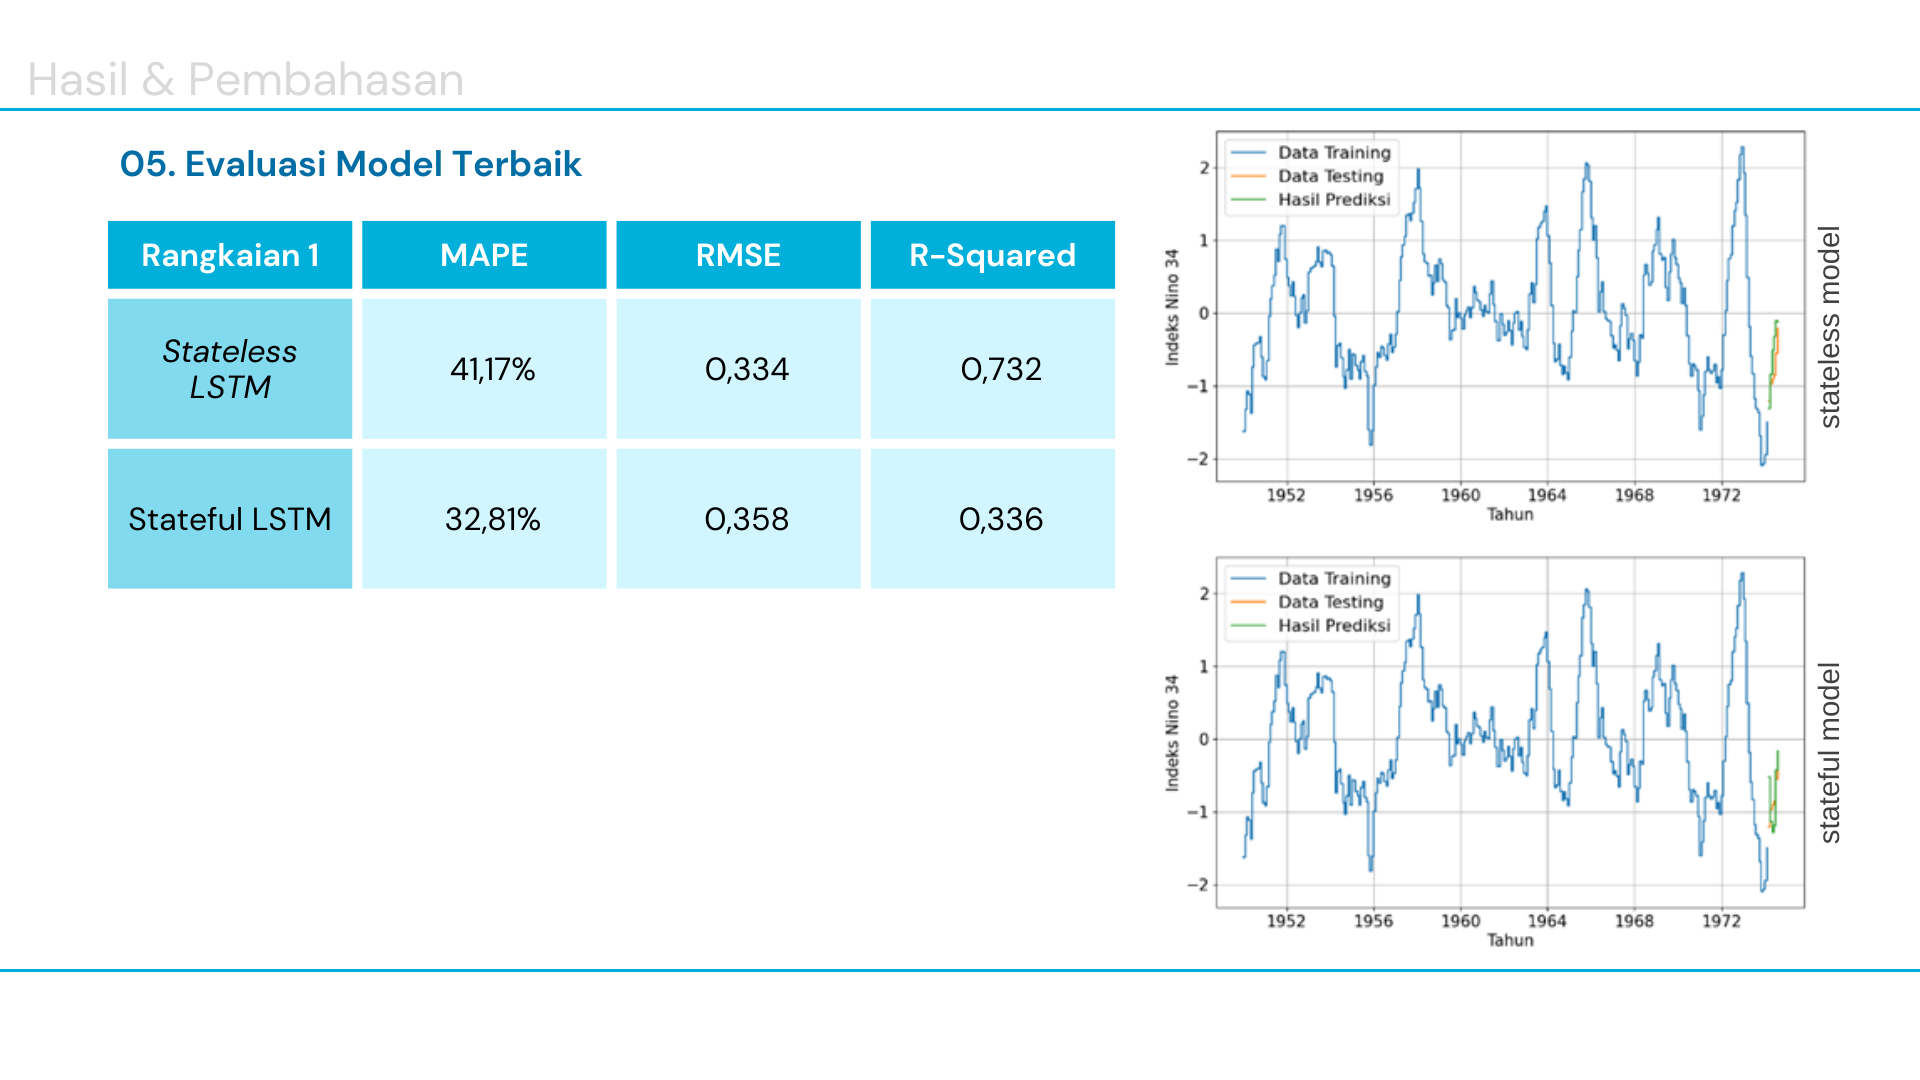 Hasil & Pembahasan
05. Evaluasi Model Terbaik
Rangkaian 1 MAPE RMSE R-Squared
Stateless
LSTM
41,17% 0,334 0,732
Stateful LSTM 32,81% 0,358 0,336
Data Training
Data Testing
Hasil Prediksi
2
1
0
−1
−2
Indeks Nino 34
1952 1956 1960 1964 1968 1972
Tahun
stateless model
Data Training
Data Testing
Hasil Prediksi
2
1
0
−1
−2
Indeks Nino 34
1952 1956 1960 1964 1968 1972
Tahun
stateful model